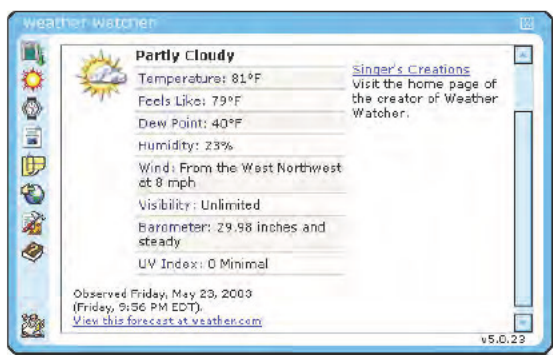 weather watcher
Partly Cloudy
Temperature: 81°F
Feels Like: 79°F
Dew Point: 40°F
Humidity: 23%
Wind: From the West Northwest
at 8 mph
Visibility: Unlimited
Barometer: 29.98 inches and
steady
UV Index: 0 Minimal
Singer's Creations
Visit the home page of
the creator of Weather
Watcher.
Observed Friday, May 23, 2003
(Friday, 9:56 PM EDT).
View this forecast at weather.com
v5.0.23